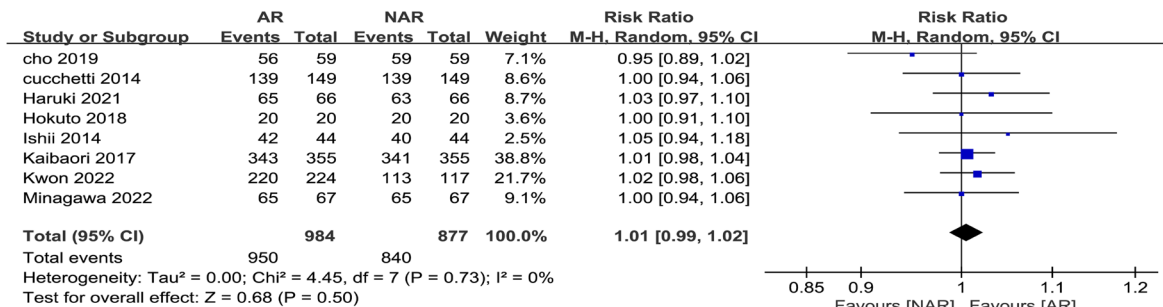 AR NAR Risk Ratio Risk Ratio
Study or Subgroup Events Total Events Total Weight M-H, Random, 95% CI M-H, Random, 95% CI
cho 2019 56 59 59 59 7.1% 0.95 [0.89, 1.02]
cucchetti 2014 139 149 139 149 8.6% 1.00 [0.94, 1.06]
Haruki 2021 65 66 63 66 8.7% 1.03 [0.97, 1.10]
Hokuto 2018 20 20 20 20 3.6% 1.00 [0.91, 1.10]
Ishii 2014 42 44 40 44 2.5% 1.05 [0.94, 1.18]
Kaibaori 2017 343 355 341 355 38.8% 1.01 [0.98, 1.04]
Kwon 2022 220 224 113 117 21.7% 1.02 [0.98, 1.06]
Minagawa 2022 65 67 65 67 9.1% 1.00 [0.94, 1.06]
Total (95% CI) 984 877 100.0% 1.01 [0.99, 1.02]
Total events 950 840
Heterogeneity: Tau² = 0.00; Chi² = 4.45, df = 7 (P = 0.73); I² = 0%
Test for overall effect: Z = 0.68 (P = 0.50)
0.85 0.9 1 1.1 1.2
Favours [NAR] Favours [AR]